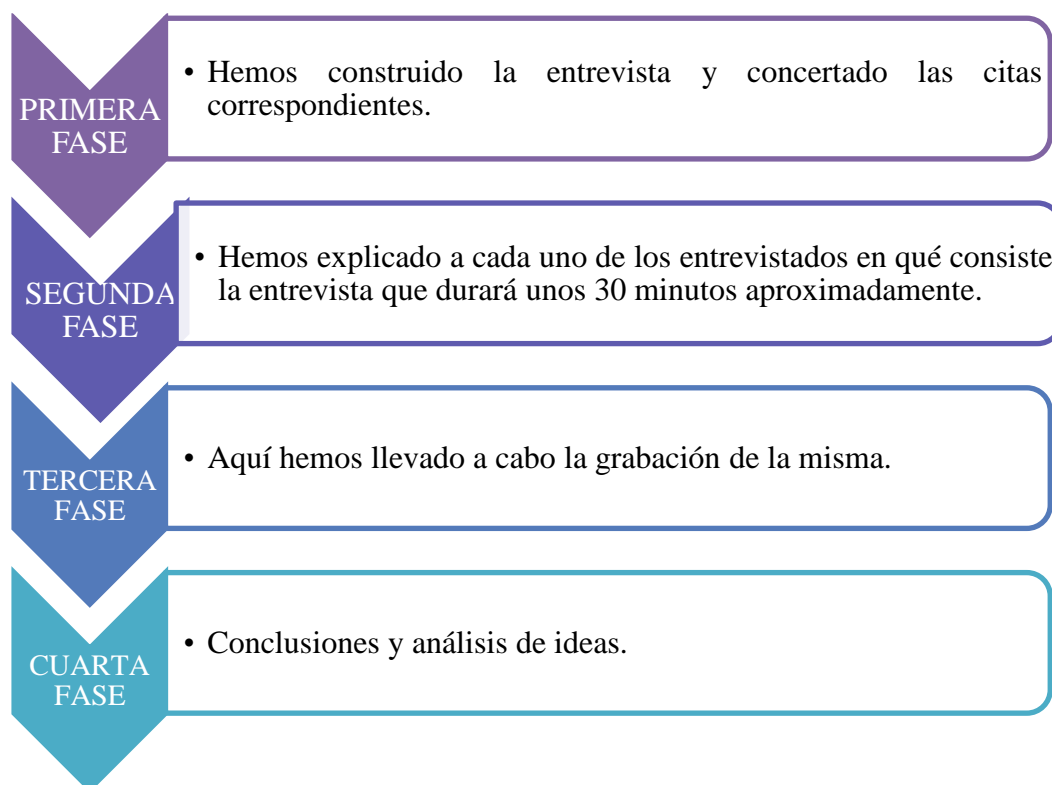 PRIMERA
FASE
• Hemos construido la entrevista y concertado las citas
correspondientes.
SEGUNDA
FASE
• Hemos explicado a cada uno de los entrevistados en qué consiste
la entrevista que durará unos 30 minutos aproximadamente.
TERCERA
FASE
• Aquí hemos llevado a cabo la grabación de la misma.
CUARTA
FASE
• Conclusiones y análisis de ideas.